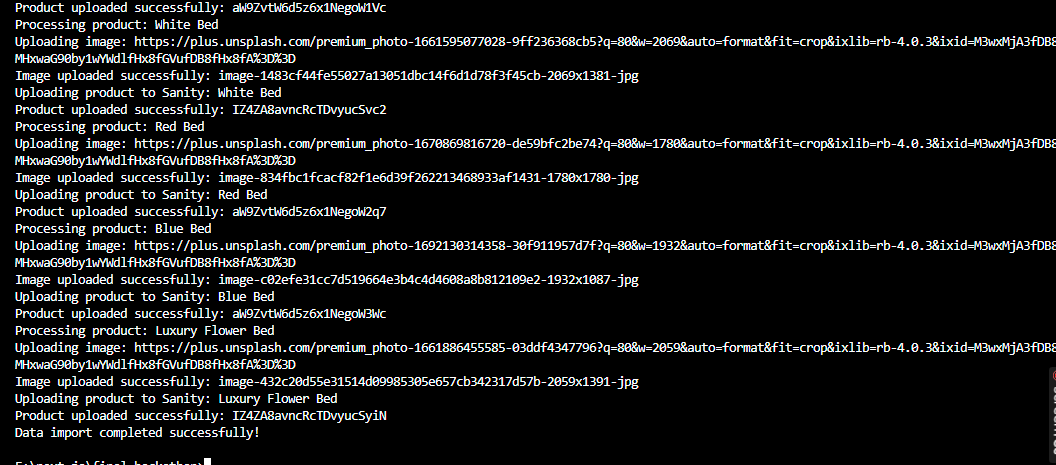 Product uploaded successfully: aW9ZvtW6d5z6x1NegoW1Vc
Processing product: White Bed
Uploading image: https://plus.unsplash.com/premium_photo-1661595077028-9ff236368cb5?q=80&w=2069&auto=format&fit=crop&ixlib=rb-4.0.3&ixid=M3wxMjA3fDB8
MHxwaG90by1wYWdlfHx8fGVufDB8fHx8fA%3D%3D
Image uploaded successfully: image-1483cf44fe55027a13051dbc14f6d1d78f3f45cb-2069x1381-jpg
Uploading product to Sanity: White Bed
Product uploaded successfully: IZ4ZA8avncRcTDvyucSvc2
Processing product: Red Bed
Uploading image: https://plus.unsplash.com/premium_photo-1670869816720-de59bfc2be74?q=80&w=1780&auto=format&fit=crop&ixlib=rb-4.0.3&ixid=M3wxMjA3fDB8
MHxwaG90by1wYWdlfHx8fGVufDB8fHx8fA%3D%3D
Image uploaded successfully: image-834fbc1fcacf82f1e6d39f262213468933af1431-1780x1780-jpg
Uploading product to Sanity: Red Bed
Product uploaded successfully: aW9ZvtW6d5z6x1NegoW2q7
Processing product: Blue Bed
Uploading image: https://plus.unsplash.com/premium_photo-1692130314358-30f911957d7f?q=80&w=1932&auto=format&fit=crop&ixlib=rb-4.0.3&ixid=M3wxMjA3fDB8
MHxwaG90by1wYWdlfHx8fGVufDB8fHx8fA%3D%3D
Image uploaded successfully: image-c02efe31cc7d519664e3b4c4d4608a8b812109e2-1932x1087-jpg
Uploading product to Sanity: Blue Bed
Product uploaded successfully: aW9ZvtW6d5z6x1NegoW3Wc
Processing product: Luxury Flower Bed
Uploading image: https://plus.unsplash.com/premium_photo-1661886455585-03ddf4347796?q=80&w=2059&auto=format&fit=crop&ixlib=rb-4.0.3&ixid=M3wxMjA3fDB8
MHxwaG90by1wYWdlfHx8fGVufDB8fHx8fA%3D%3D
Image uploaded successfully: image-432c20d55e31514d09985305e657cb342317d57b-2059x1391-jpg
Uploading product to Sanity: Luxury Flower Bed
Product uploaded successfully: IZ4ZA8avncRcTDvyucSyiN
Data import completed successfully!